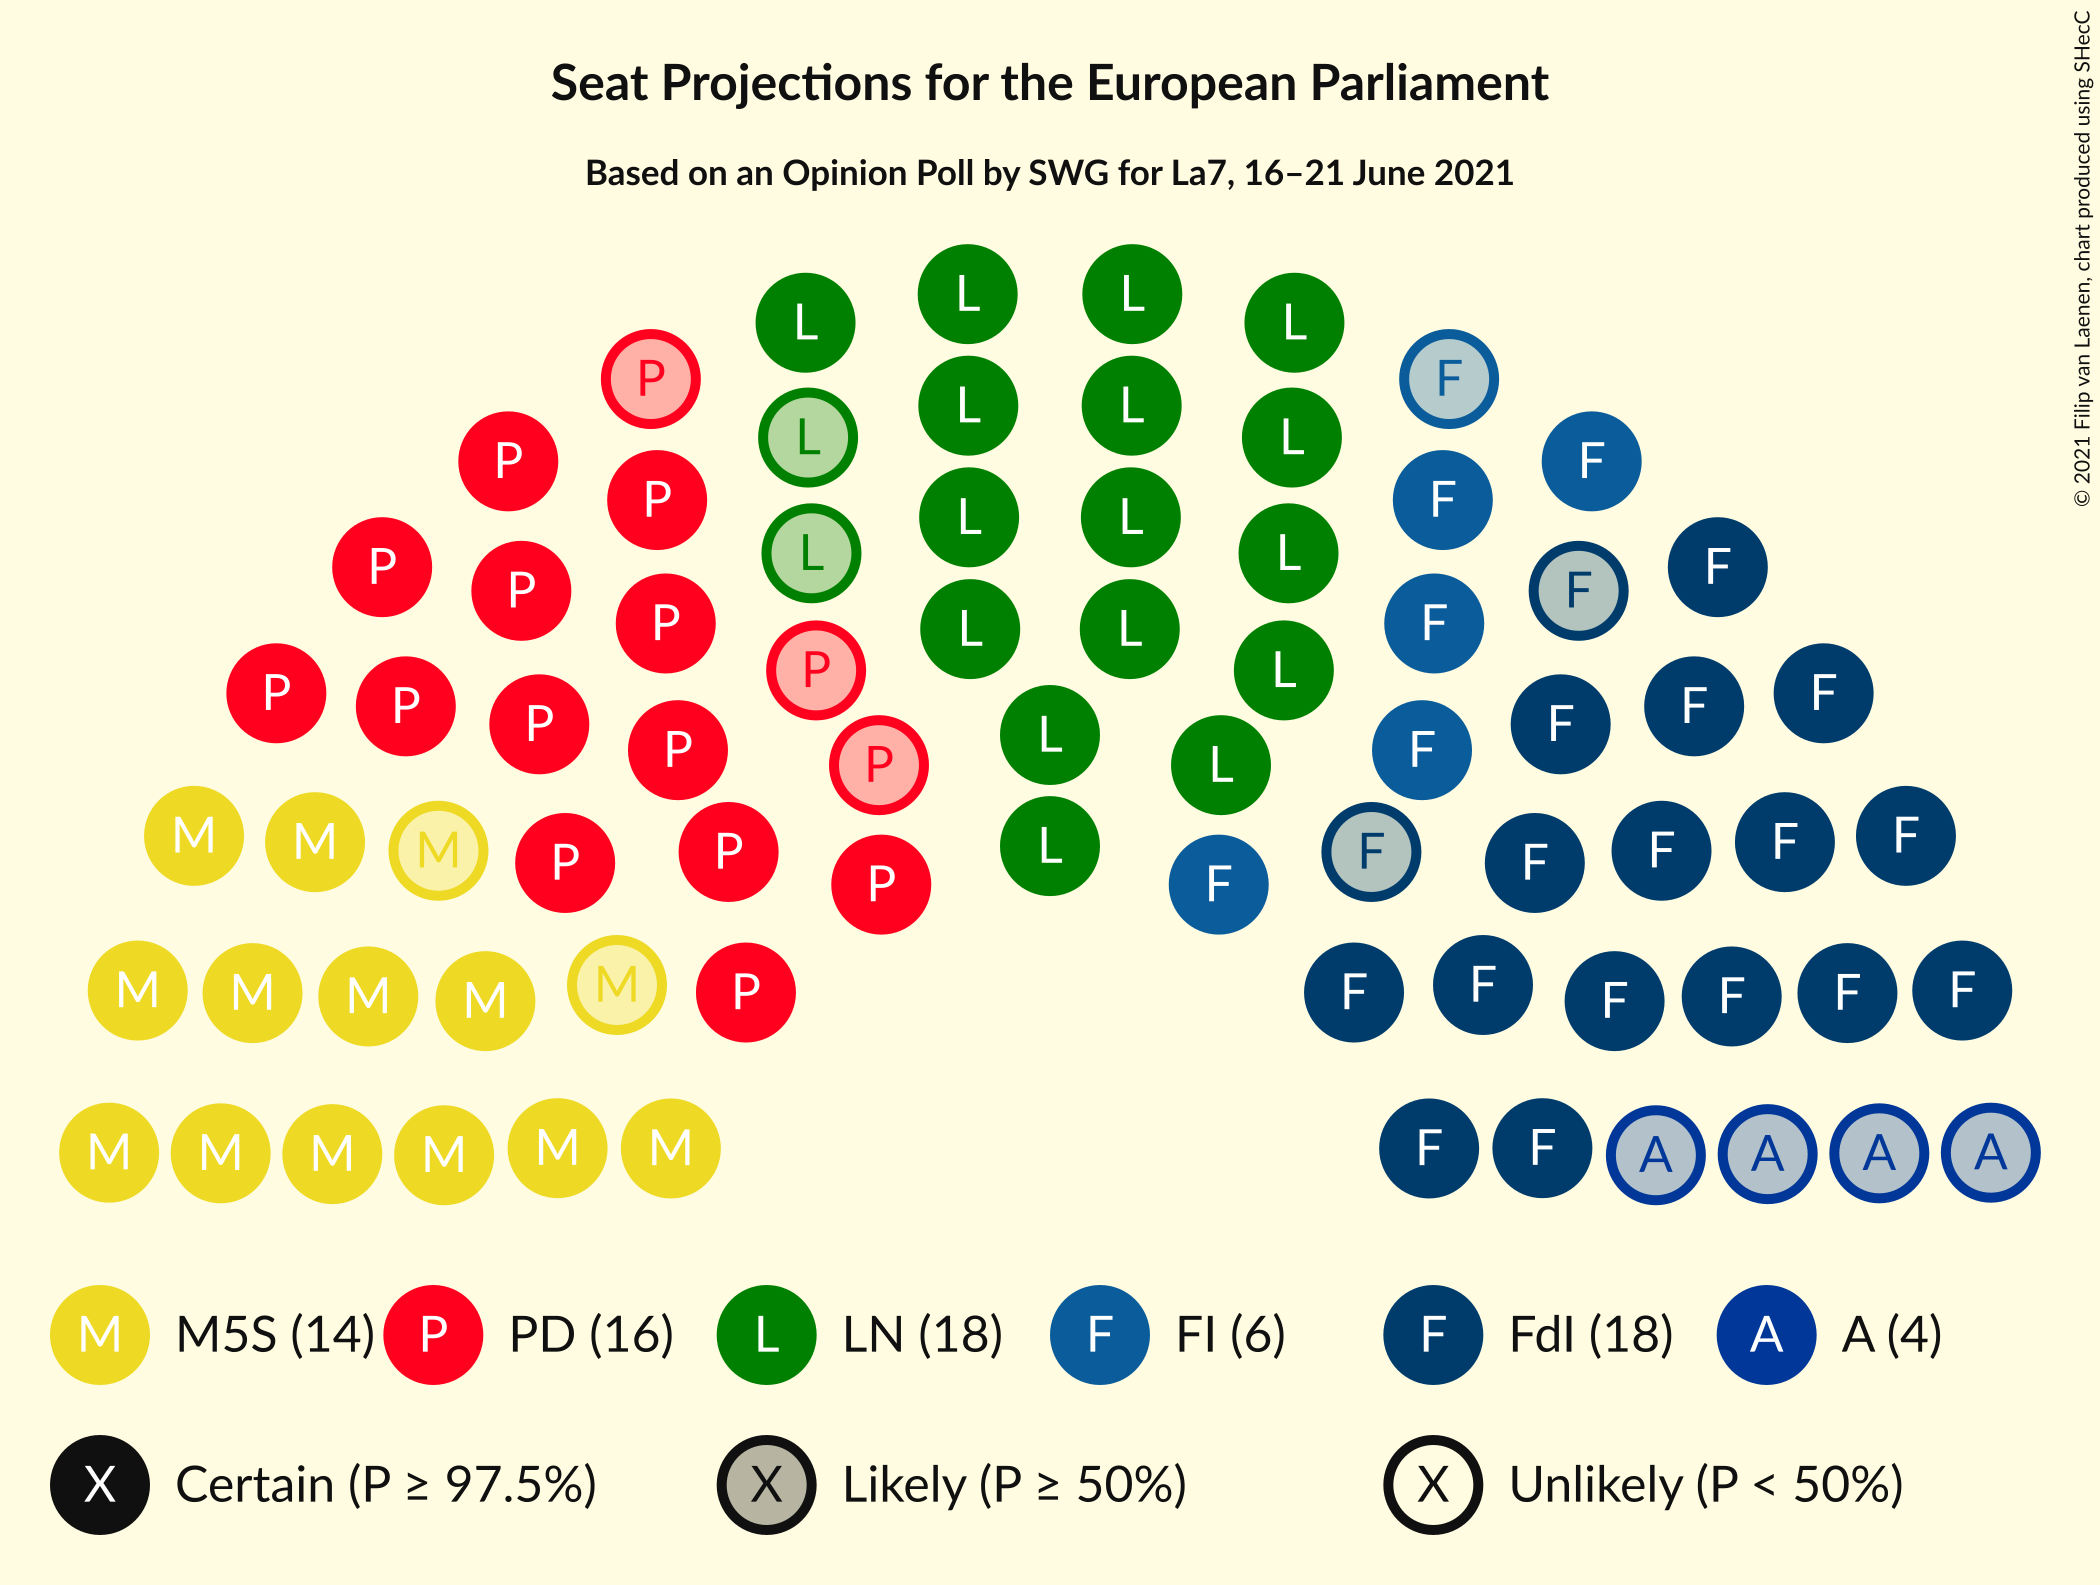 Seat Projections for the European Parliament
Based on an Opinion Poll by SWG for La7, 16–21 June 2021
© 2021 Filip van Laenen, chart produced using SHecC
L L
L L
P F
L L
L L
P F
P L L F
L L
L L
P F
P F
P L L F
P F
L L
P L L F
P P F F
P P F F
L
P P F F
P L
M M F F
M P P L F F F F
P F
M M M M M P F F F F F F
M M M M M M F F A A A A
M M5S (14) P PD (16) L LN (18) F FI (6) F FdI (18) A A (4)
X Certain (P ≥ 97.5%) X Likely (P ≥ 50%) X Unlikely (P < 50%)